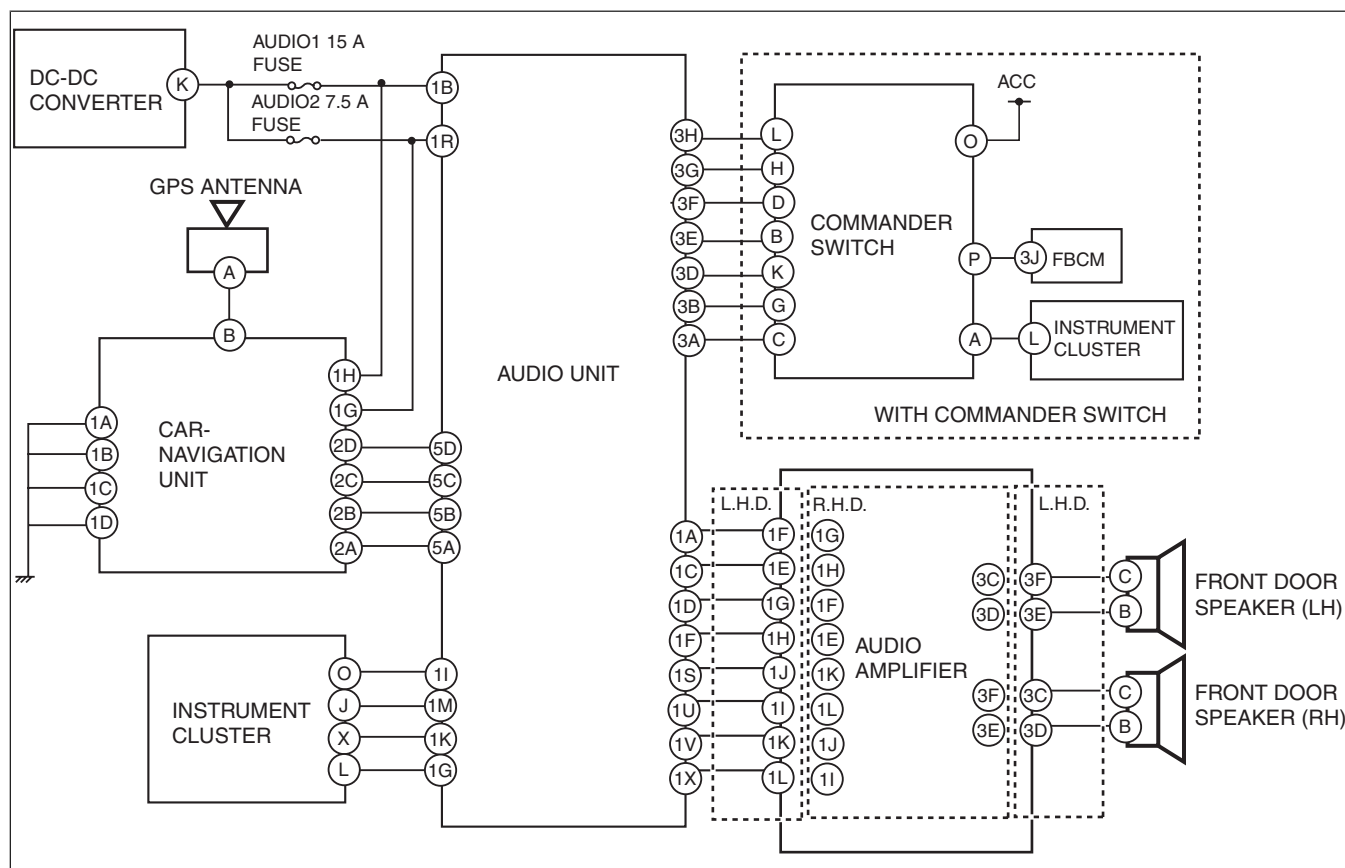 DC-DC
CONVERTER
K
AUDIO1 15 A
FUSE
AUDIO2 7.5 A
FUSE
1B
1R
GPS ANTENNA
A
B
CAR-
NAVIGATION
UNIT
1A
1B
1C
1D
1H
1G
2D
2C
2B
2A
5D
5C
5B
5A
INSTRUMENT
CLUSTER
O
J
X
L
1I
1M
1K
1G
AUDIO UNIT
3H
3G
3F
3E
3D
3B
3A
L
H
D
B
K
G
C
COMMANDER
SWITCH
O
P
A
ACC
3J
FBCM
L
INSTRUMENT
CLUSTER
WITH COMMANDER SWITCH
1A
1C
1D
1F
1S
1U
1V
1X
L.H.D.
1F
1E
1G
1H
1J
1I
1K
1L
R.H.D.
1G
1H
1F
1E
1K
1L
1J
1I
AUDIO
AMPLIFIER
3C
3D
3F
3E
L.H.D.
3F
3E
3C
3D
C
B
FRONT DOOR
SPEAKER (LH)
C
B
FRONT DOOR
SPEAKER (RH)